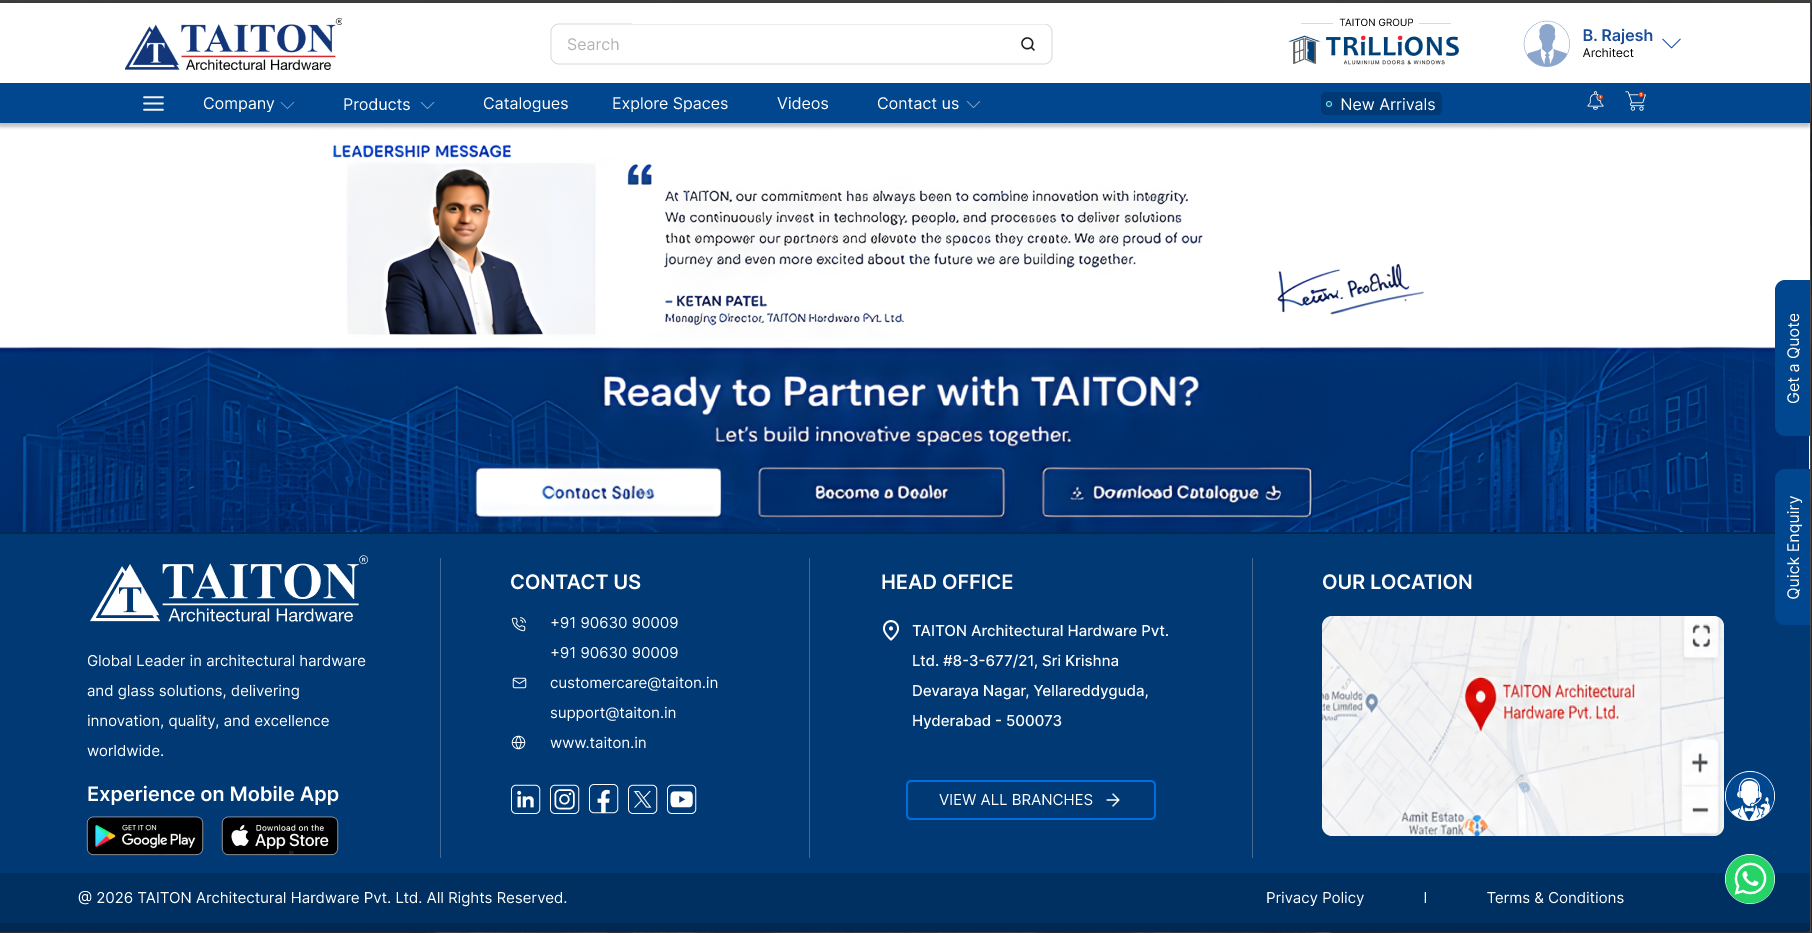 TAITON®
Architectural Hardware
Search
TAITON GROUP
TRiLLiONS
ALUMINIUM DOORS & WINDOWS
B. Rajesh
Architect
Company
Products
Catalogues
Explore Spaces
Videos
Contact us
New Arrivals
LEADERSHIP MESSAGE
“
At TAITON, our commitment has always been to combine innovation with integrity.
We continuously invest in technology, people, and processes to deliver solutions
that empower our partners and elevate the spaces they create. We are proud of our
journey and even more excited about the future we are building together.
– KETAN PATEL
Managing Director, TAITON Hardware Pvt. Ltd.
Get a Quote
Ready to Partner with TAITON?
Let's build innovative spaces together.
Contact Sales
Become a Dealer
Download Catalogue
Quick Enquiry
TAITON®
Architectural Hardware
Global Leader in architectural hardware
and glass solutions, delivering
innovation, quality, and excellence
worldwide.
Experience on Mobile App
GET IT ON
Google Play
Download on the
App Store
CONTACT US
+91 90630 90009
+91 90630 90009
customercare@taiton.in
support@taiton.in
www.taiton.in
HEAD OFFICE
TAITON Architectural Hardware Pvt.
Ltd. #8-3-677/21, Sri Krishna
Devaraya Nagar, Yellareddyguda,
Hyderabad - 500073
VIEW ALL BRANCHES
OUR LOCATION
TAITON Architectural
Hardware Pvt. Ltd.
Moulde
Limited
Amit Estato
Water Tank
@ 2026 TAITON Architectural Hardware Pvt. Ltd. All Rights Reserved.
Privacy Policy
|
Terms & Conditions